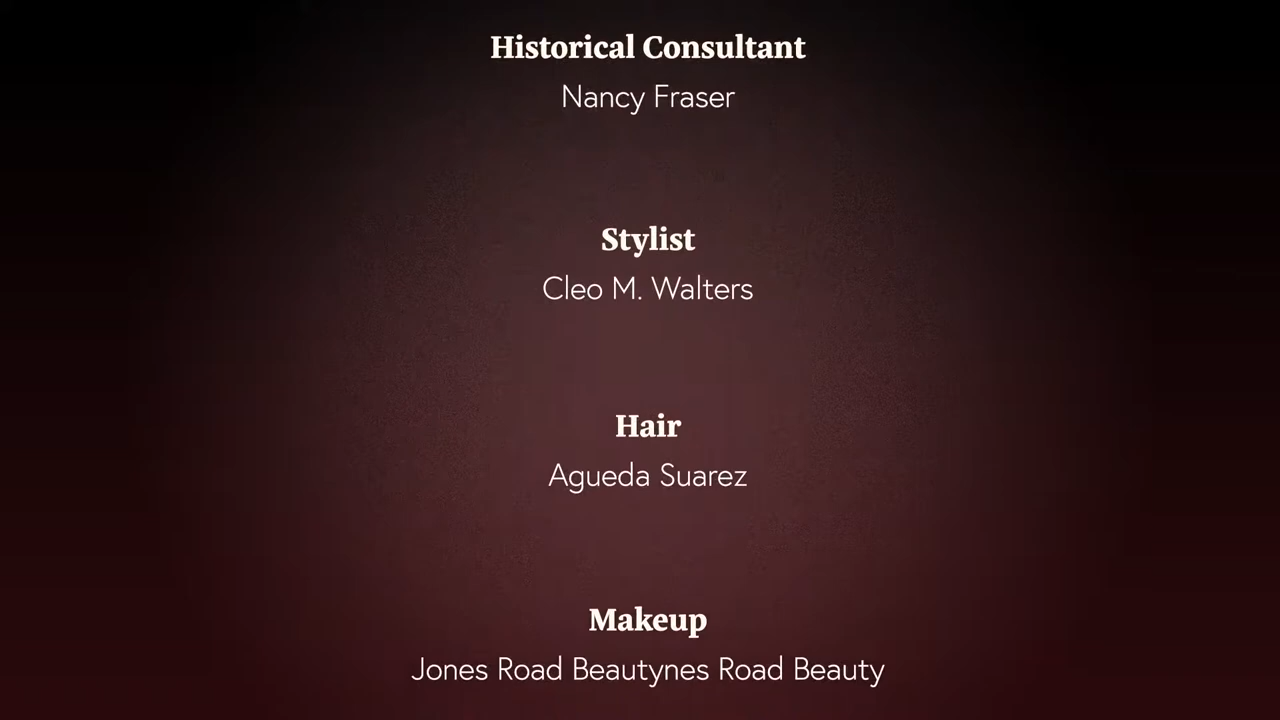 Historical Consultant
Nancy Fraser
Stylist
Cleo M. Walters
Hair
Agueda Suarez
Makeup
Jones Road Beautynes Road Beauty